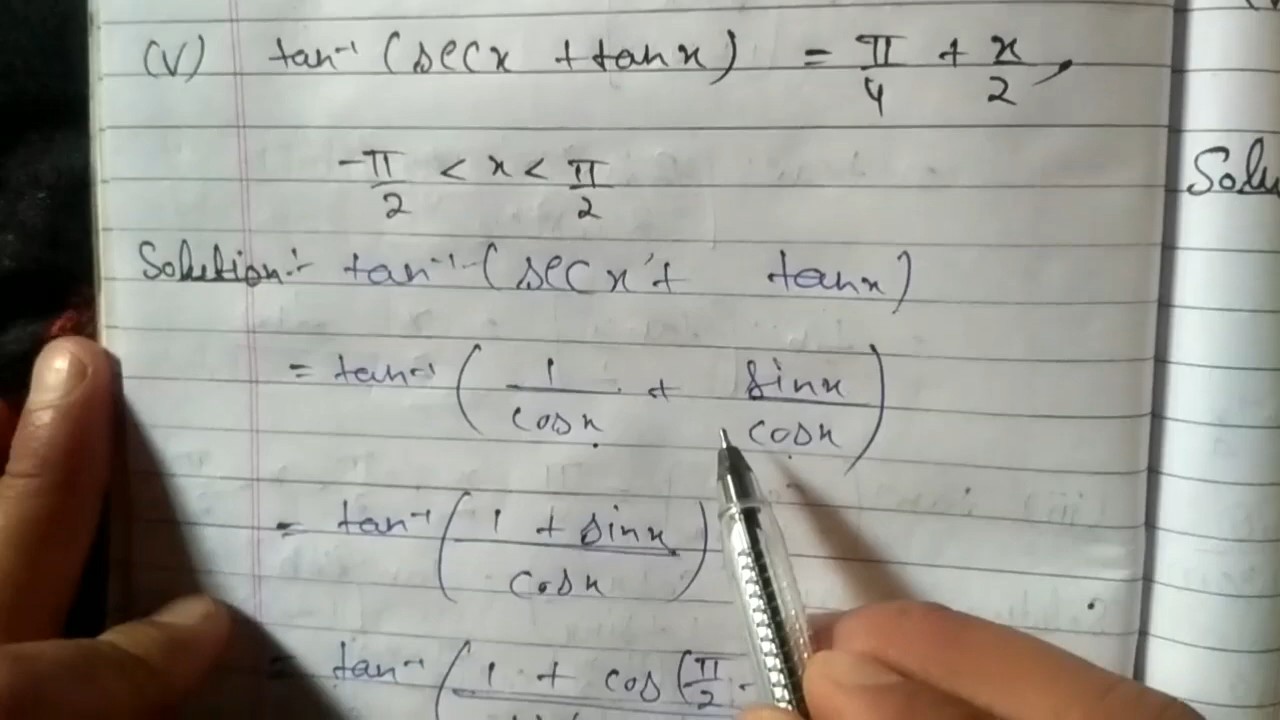 (V) tan⁻¹ (secx + tanx) = π/4 + x/2,
-π/2 < x < π/2
Solution:- tan⁻¹ (secx + tanx)
= tan⁻¹ (1/cosx + sinx/cosx)
= tan⁻¹ (1 + sinx/cosx)
= tan⁻¹ (1 + cos(π/2 -
Solu